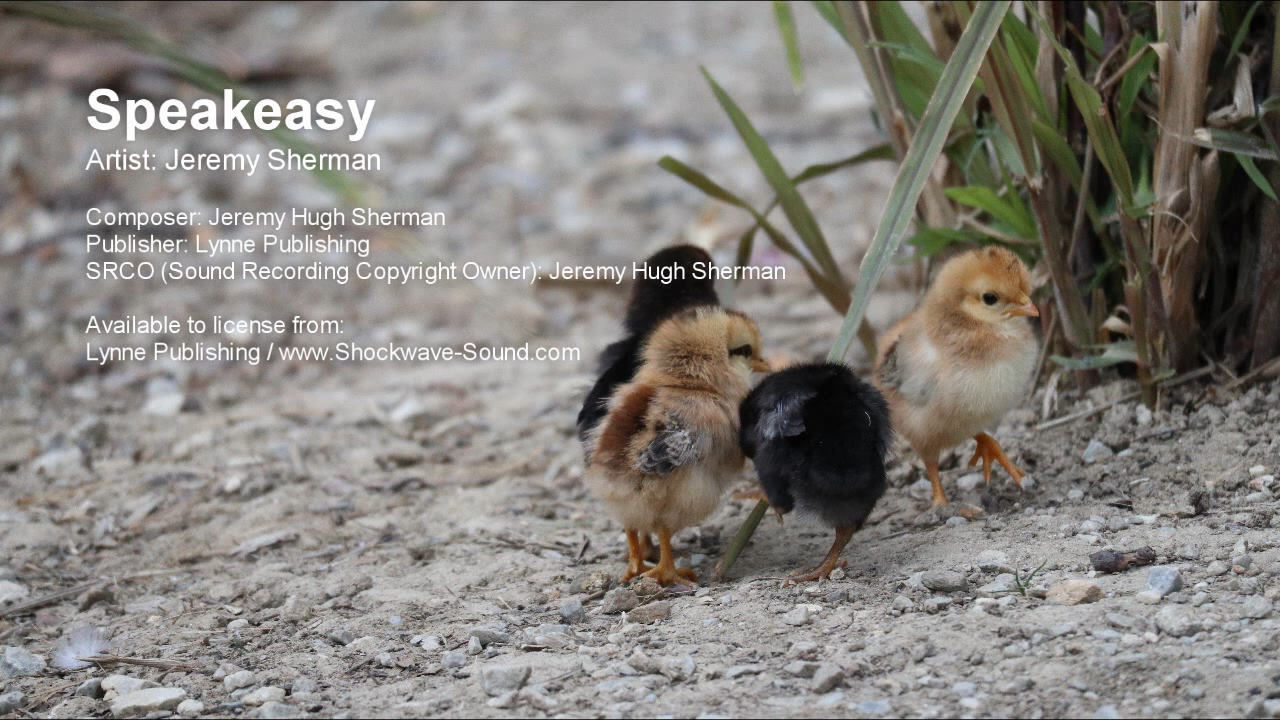 Speakeasy
Artist: Jeremy Sherman
Composer: Jeremy Hugh Sherman
Publisher: Lynne Publishing
SRCO (Sound Recording Copyright Owner): Jeremy Hugh Sherman
Available to license from:
Lynne Publishing / www.Shockwave-Sound.com